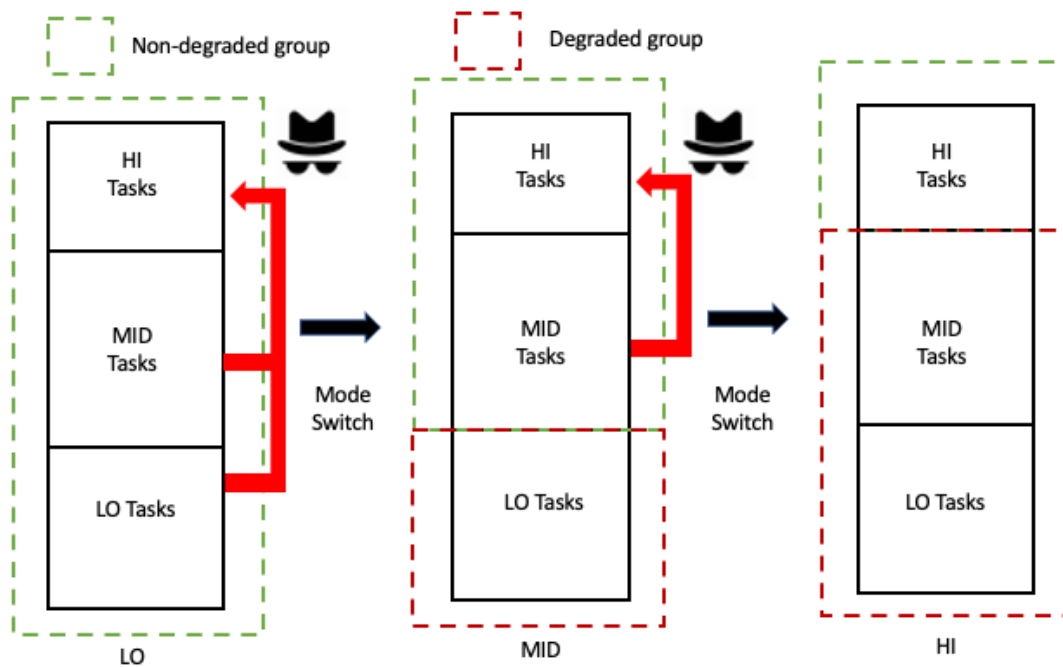 Non-degraded group
Degraded group
HI
Tasks
MID
Tasks
LO Tasks
LO
Mode
Switch
HI
Tasks
MID
Tasks
LO Tasks
MID
Mode
Switch
HI
Tasks
MID
Tasks
LO Tasks
HI